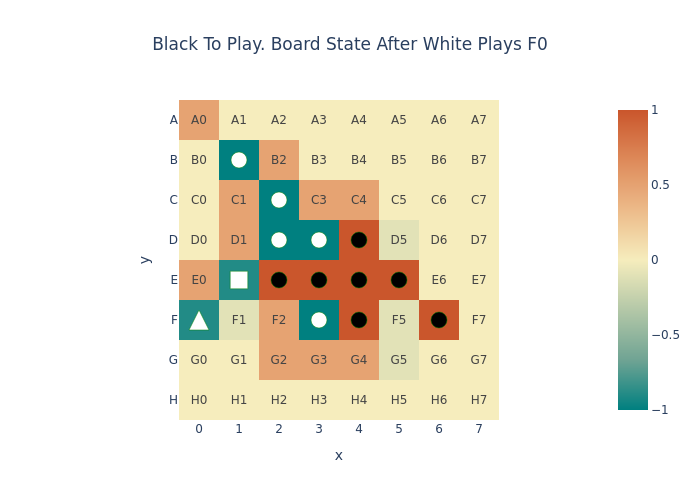 Black To Play. Board State After White Plays F0
A A0 A1 A2 A3 A4 A5 A6 A7
B B0 B2 B3 B4 B5 B6 B7
C C0 C1 C3 C4 C5 C6 C7
D D0 D1 D5 D6 D7
E E0 E6 E7
F F1 F2 F5 F7
G G0 G1 G2 G3 G4 G5 G6 G7
H H0 H1 H2 H3 H4 H5 H6 H7
0 1 2 3 4 5 6 7
x
y
1
0.5
0
−0.5
−1